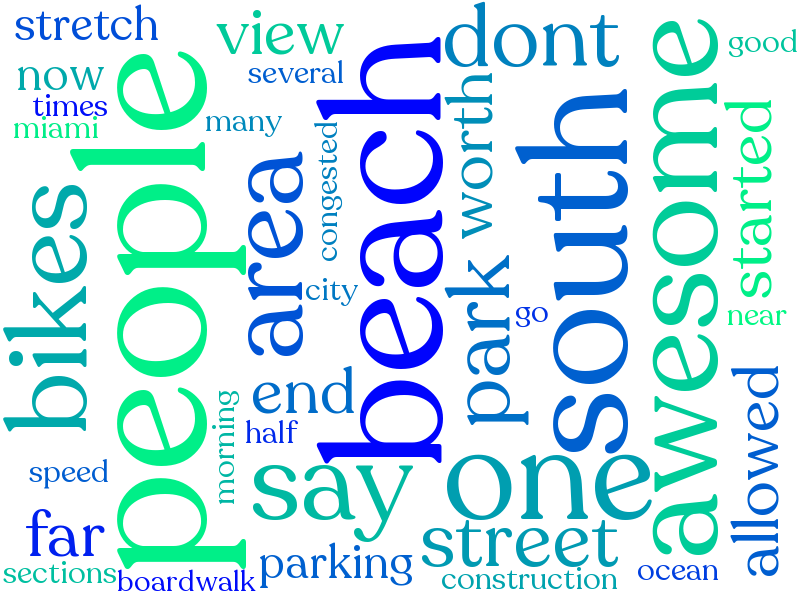 stretch
view
dont
good
now
several
times
many
miami
people
beach
worth
south
awesome
started
congested
area
bikes
city
park
go
near
end
half
morning
allowed
say
one
speed
far
street
parking
sections
boardwalk
construction
ocean